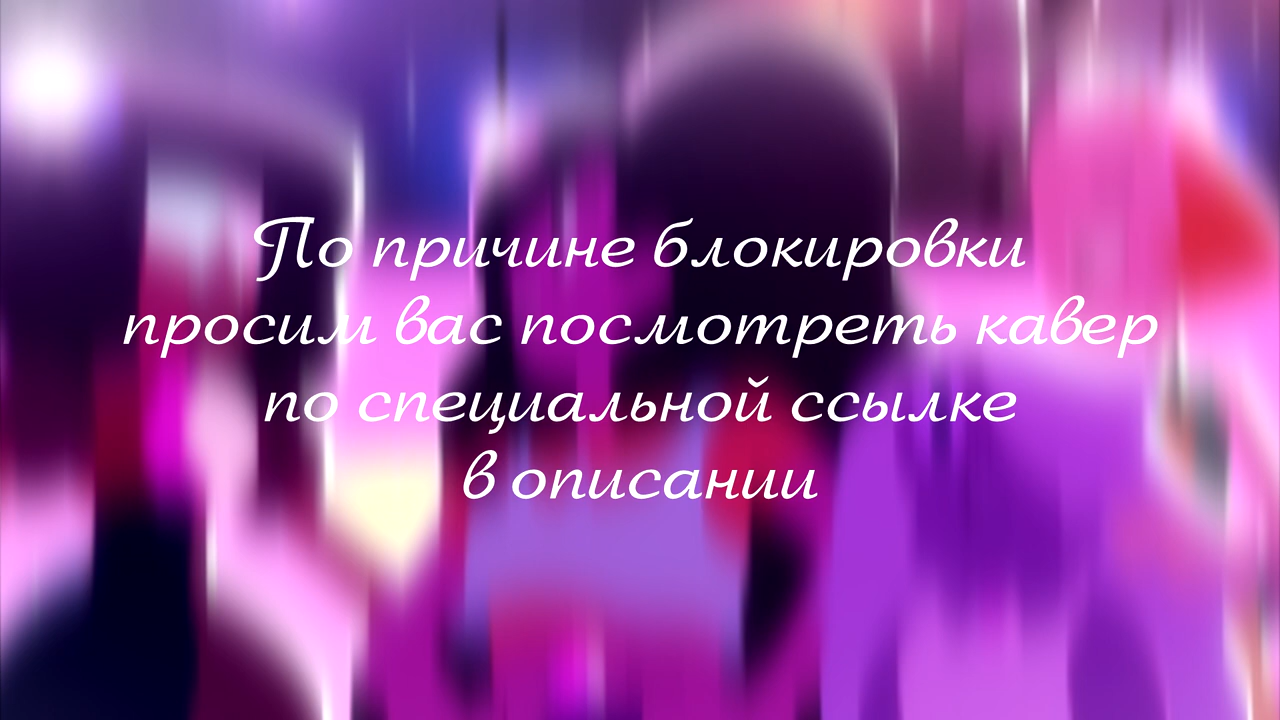 По причине блокировки
просим вас посмотреть кавер
по специальной ссылке
в описании